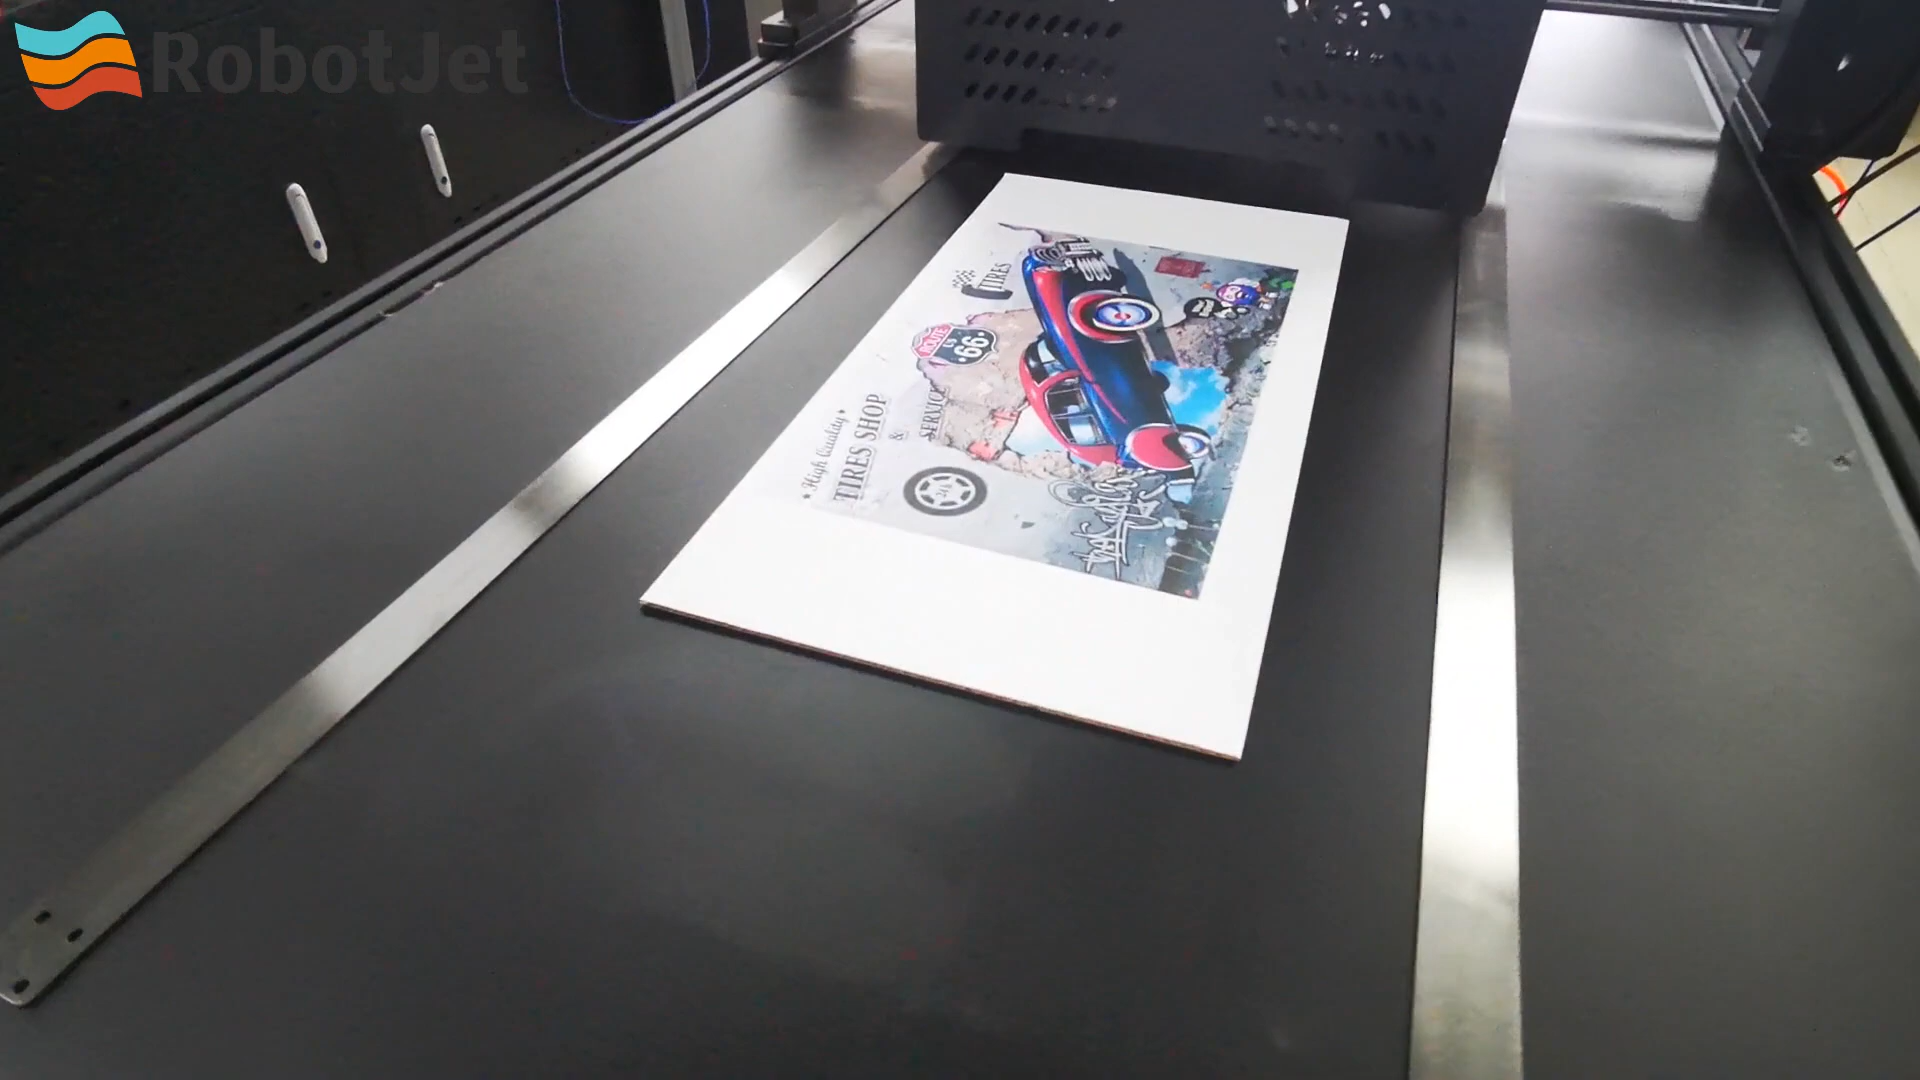 RobotJet
TIRES
ROUTE
US
66
High Quality
TIRES SHOP
&
SERVICE